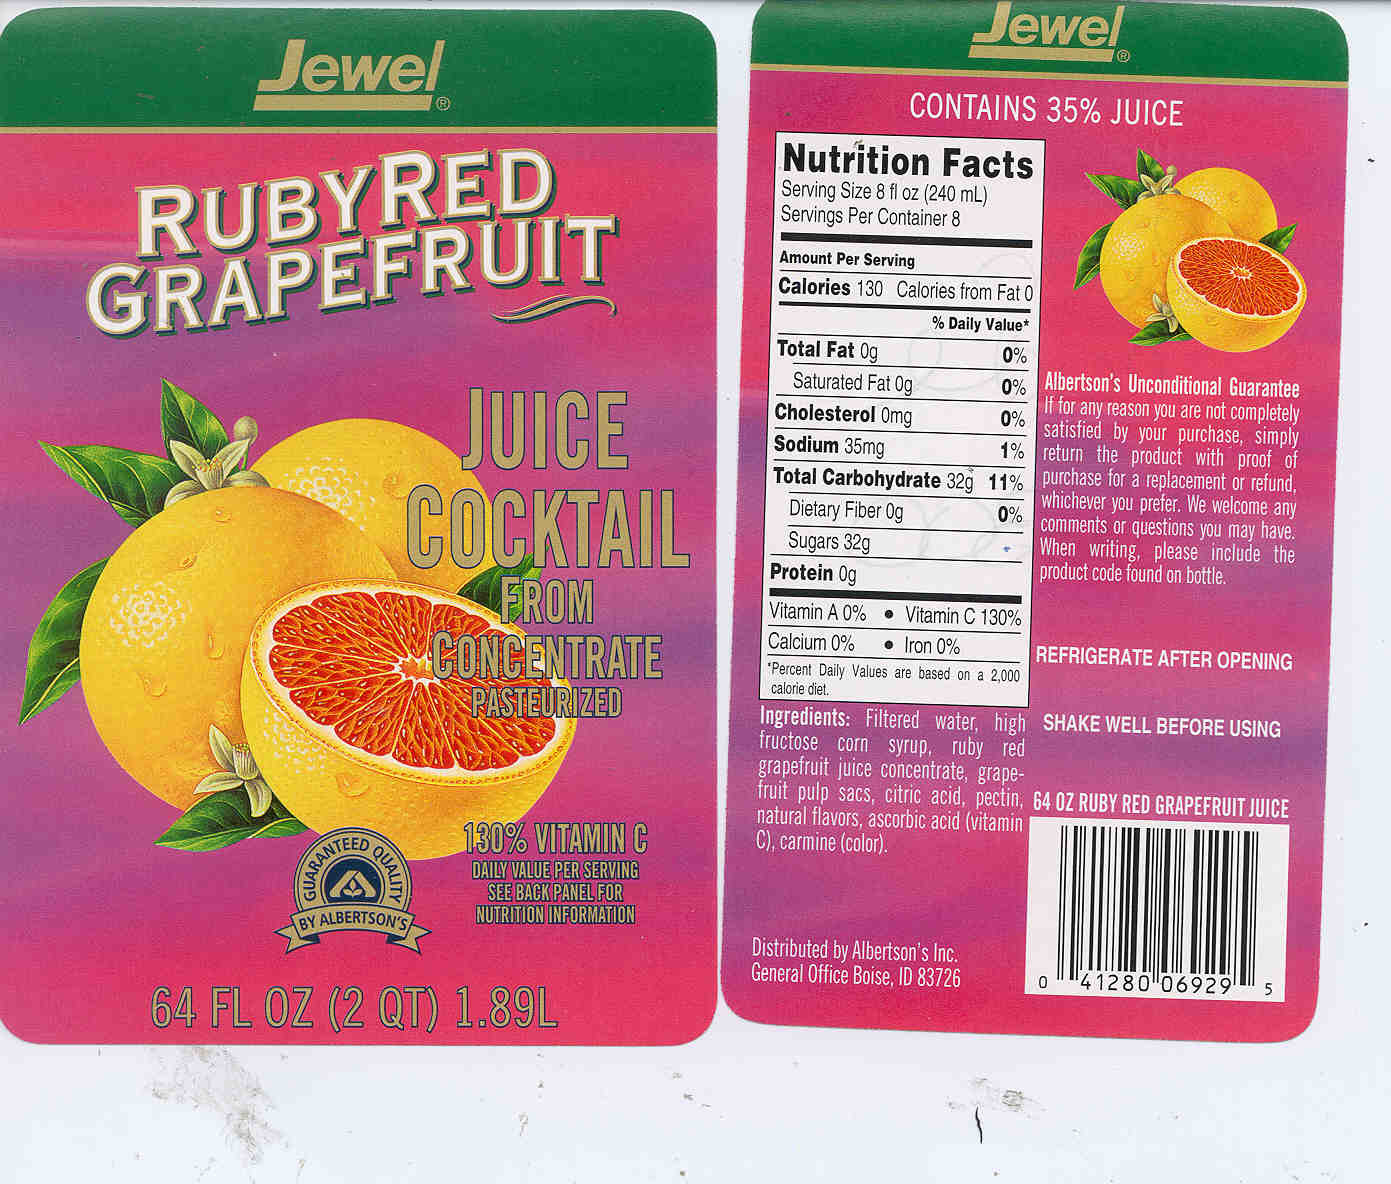 Jewel®
RUBY RED
GRAPEFRUIT
JUICE
COCKTAIL
FROM
CONCENTRATE
PASTEURIZED
130% VITAMIN C
DAILY VALUE PER SERVING
SEE BACK PANEL FOR
NUTRITION INFORMATION
GUARANTEED QUALITY
BY ALBERTSON'S
64 FL OZ (2 QT) 1.89L
Jewel®
CONTAINS 35% JUICE
Nutrition Facts
Serving Size 8 fl oz (240 mL)
Servings Per Container 8
Amount Per Serving
Calories 130 Calories from Fat 0
% Daily Value*
Total Fat 0g 0%
Saturated Fat 0g 0%
Cholesterol 0mg 0%
Sodium 35mg 1%
Total Carbohydrate 32g 11%
Dietary Fiber 0g 0%
Sugars 32g
Protein 0g
Vitamin A 0% • Vitamin C 130%
Calcium 0% • Iron 0%
*Percent Daily Values are based on a 2,000
calorie diet.
Ingredients: Filtered water, high
fructose corn syrup, ruby red
grapefruit juice concentrate, grape-
fruit pulp sacs, citric acid, pectin,
natural flavors, ascorbic acid (vitamin
C), carmine (color).
Distributed by Albertson's Inc.
General Office Boise, ID 83726
Albertson's Unconditional Guarantee
If for any reason you are not completely
satisfied by your purchase, simply
return the product with proof of
purchase for a replacement or refund,
whichever you prefer. We welcome any
comments or questions you may have.
When writing, please include the
product code found on bottle.
REFRIGERATE AFTER OPENING
SHAKE WELL BEFORE USING
64 OZ RUBY RED GRAPEFRUIT JUICE
0 41280 06929 5